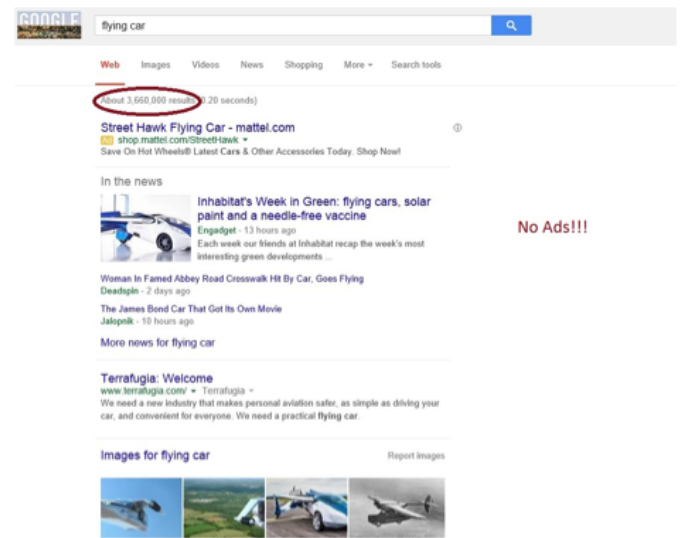 GOOGLE
flying car
Web Images Videos News Shopping More Search tools
About 3,660,000 results (0.20 seconds)
Street Hawk Flying Car - mattel.com
Ad shop.mattel.com/StreetHawk
Save On Hot Wheels® Latest Cars & Other Accessories Today. Shop Now!
In the news
Inhabitat's Week in Green: flying cars, solar
paint and a needle-free vaccine
Engadget - 13 hours ago
Each week our friends at Inhabitat recap the week's most
interesting green developments ...
No Ads!!!
Woman In Famed Abbey Road Crosswalk Hit By Car, Goes Flying
Deadspin - 2 days ago
The James Bond Car That Got Its Own Movie
Jalopnik - 10 hours ago
More news for flying car
Terrafugia: Welcome
www.terrafugia.com/ Terrafugia
We need a new industry that makes personal aviation safer, as simple as driving your
car, and convenient for everyone. We need a practical flying car.
Images for flying car Report images